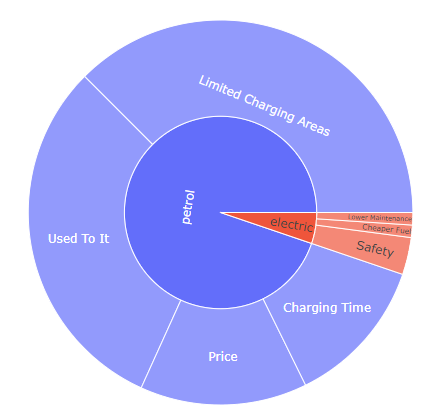 Limited Charging Areas
petrol
Lower Maintenance
electric
Cheaper Fuel
Used To It
Safety
Charging Time
Price